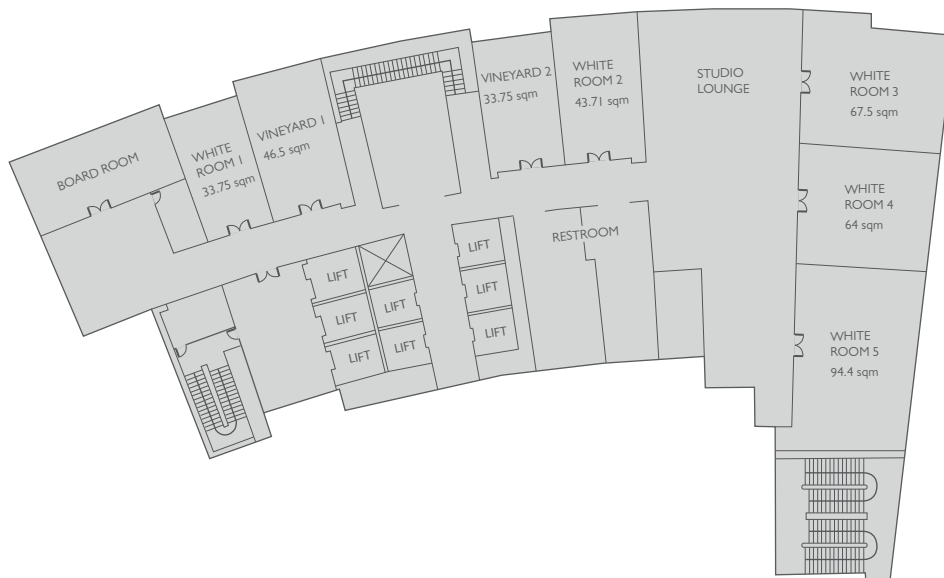 BOARD ROOM
WHITE
ROOM 1
33.75 sqm
VINEYARD 1
46.5 sqm
VINEYARD 2
33.75 sqm
WHITE
ROOM 2
43.71 sqm
STUDIO
LOUNGE
WHITE
ROOM 3
67.5 sqm
WHITE
ROOM 4
64 sqm
WHITE
ROOM 5
94.4 sqm
RESTROOM
LIFT
LIFT
LIFT
LIFT
LIFT
LIFT
LIFT
LIFT